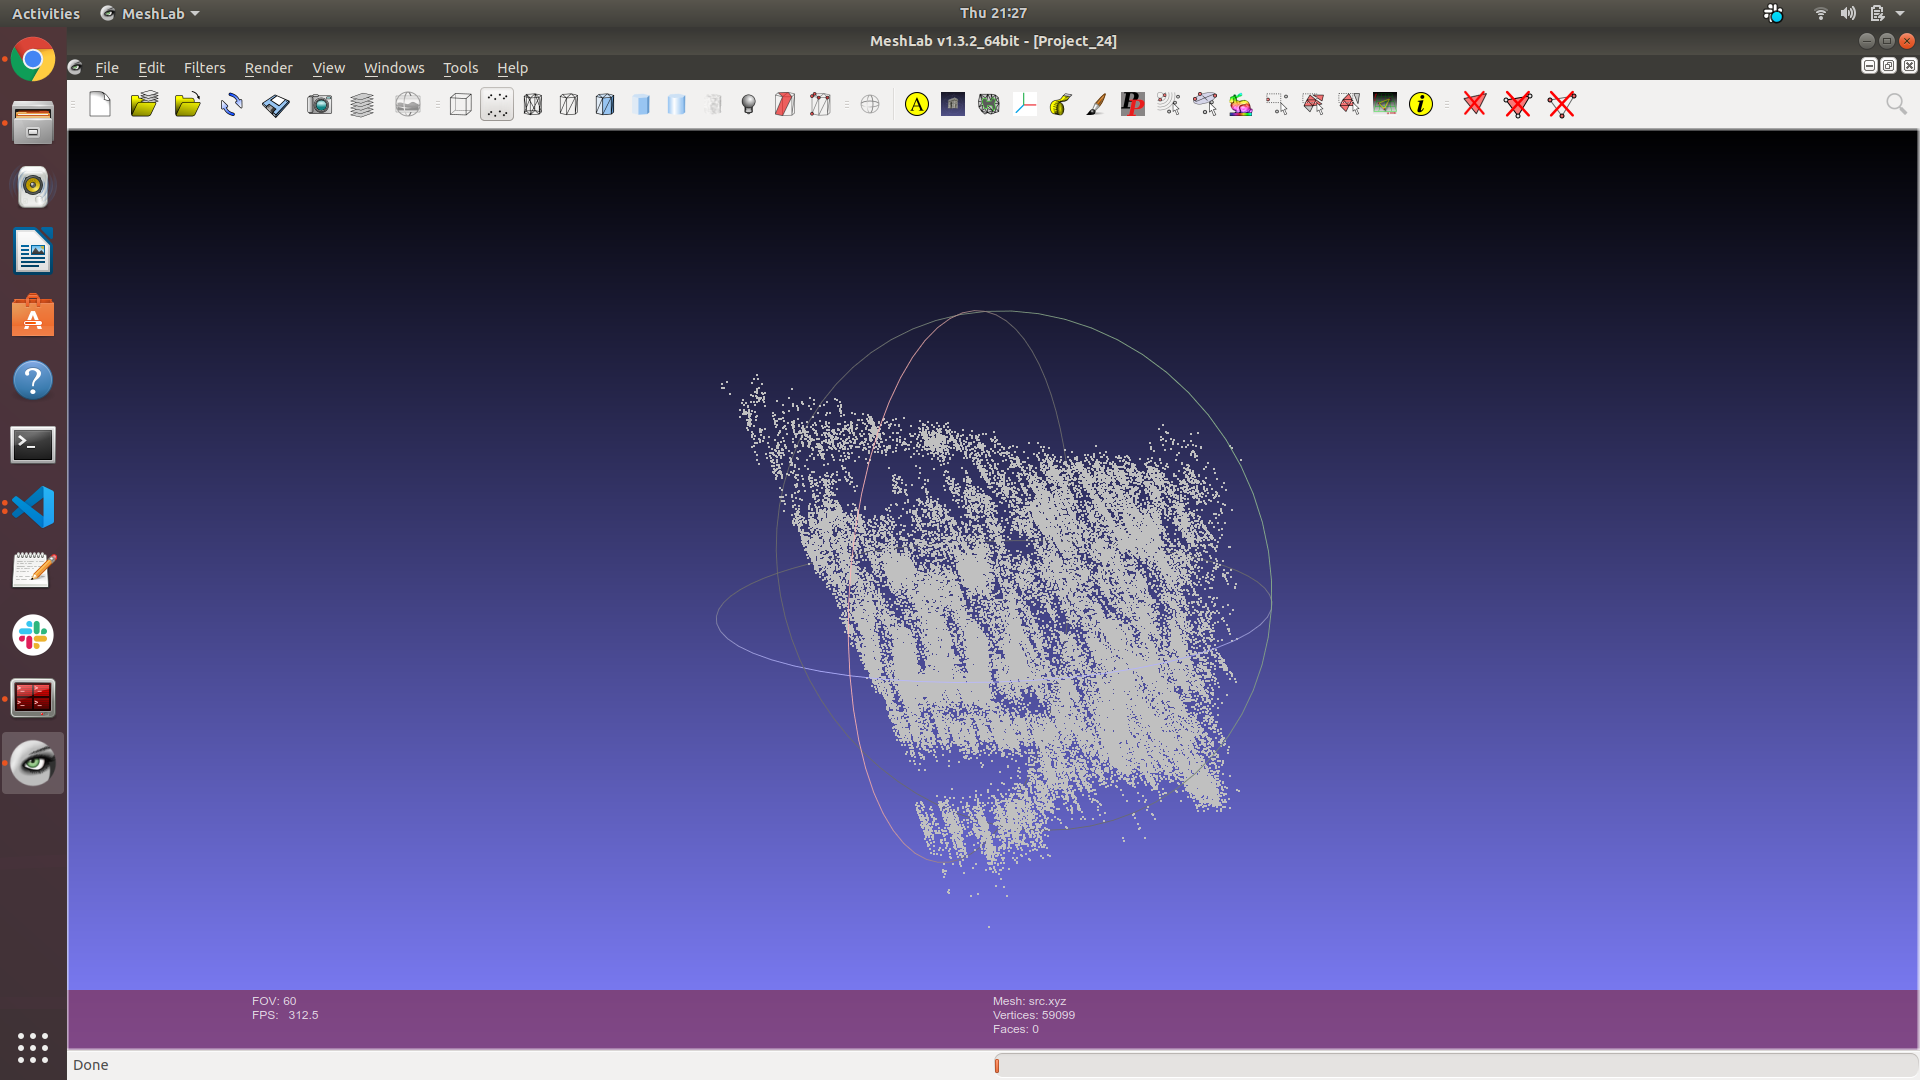 Activities
MeshLab
Thu 21:27
MeshLab v1.3.2_64bit - [Project_24]
File Edit Filters Render View Windows Tools Help
FOV: 60
FPS: 312.5
Mesh: src.xyz
Vertices: 59099
Faces: 0
Done